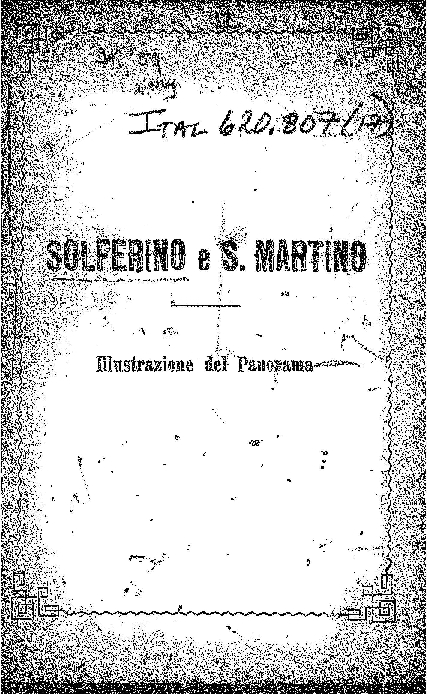 ITAL 620.807(17)
SOLFERINO e S. MARTINO
Illustrazione del Panorama